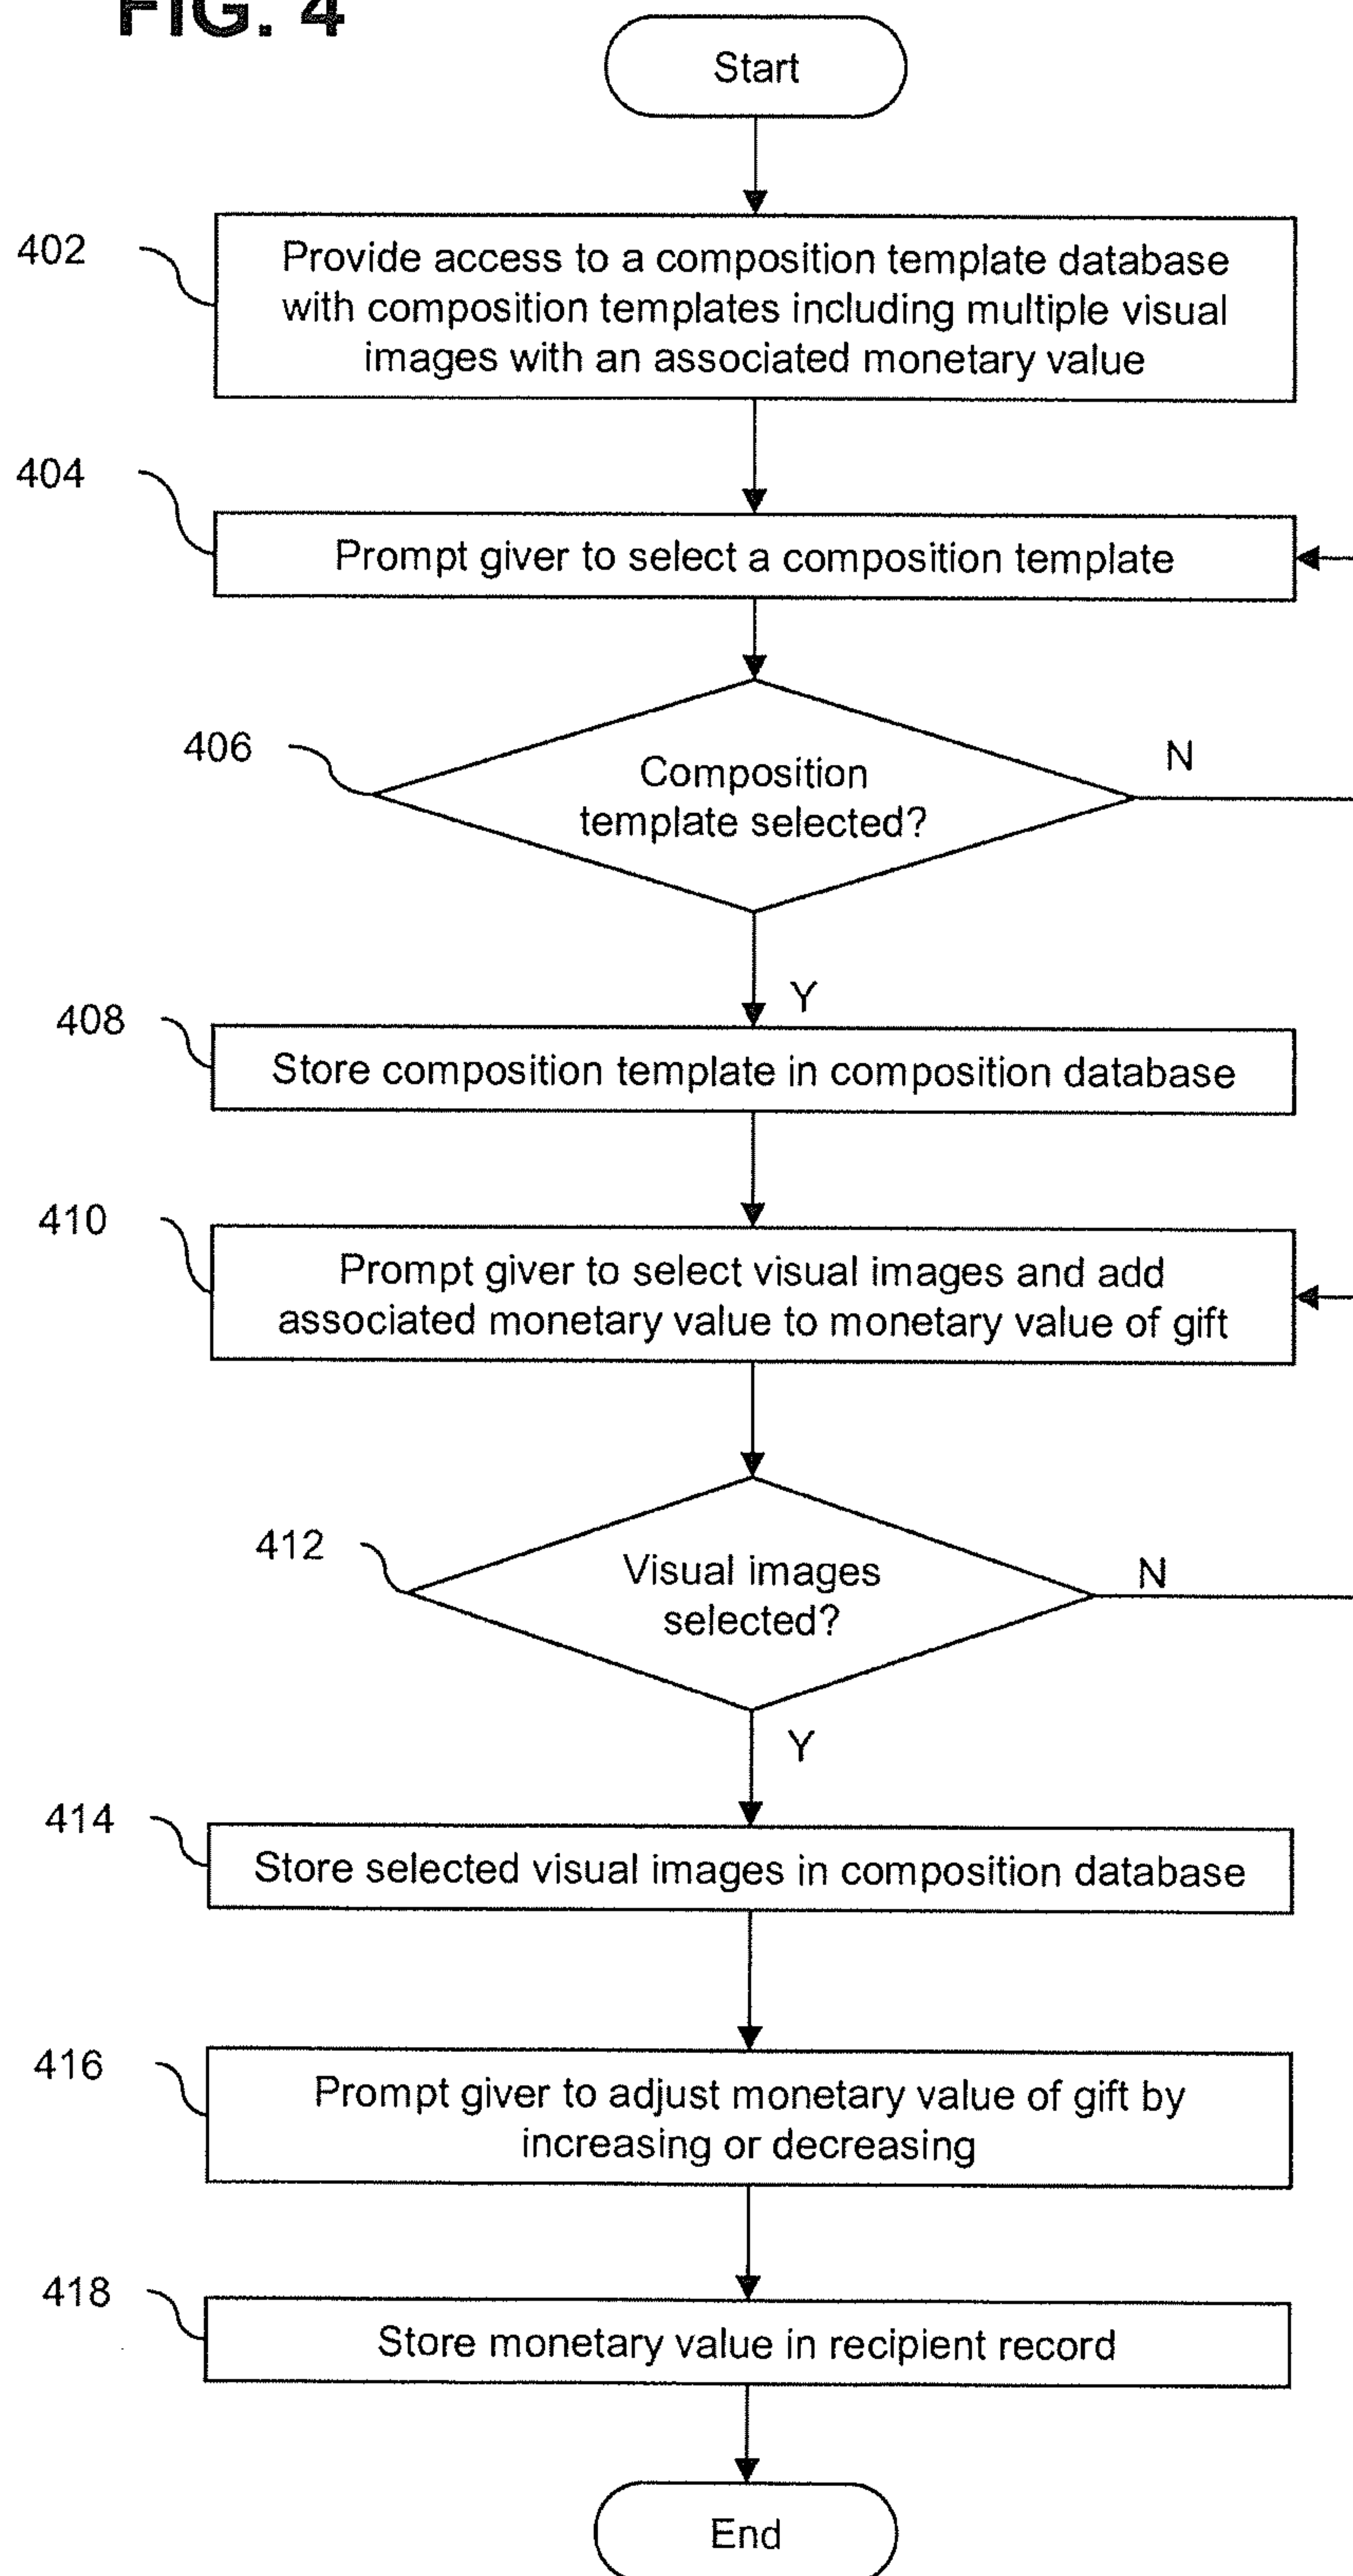 FIG. 4
Start
402
Provide access to a composition template database
with composition templates including multiple visual
images with an associated monetary value
404
Prompt giver to select a composition template
406
Composition
template selected?
N
Y
408
Store composition template in composition database
410
Prompt giver to select visual images and add
associated monetary value to monetary value of gift
412
Visual images
selected?
N
Y
414
Store selected visual images in composition database
416
Prompt giver to adjust monetary value of gift by
increasing or decreasing
418
Store monetary value in recipient record
End